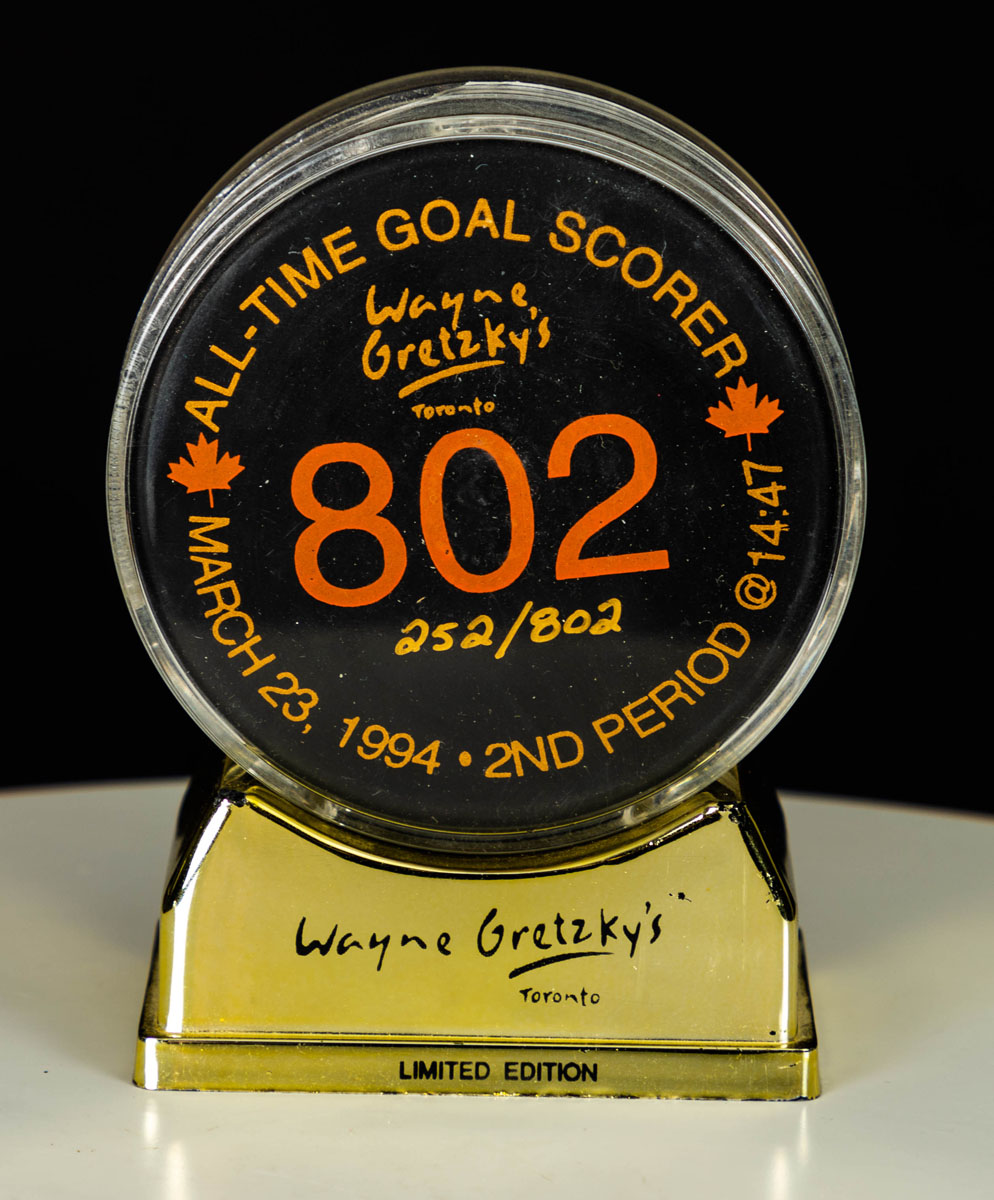 ALL-TIME GOAL SCORER
Wayne
Gretzky's
Toronto
802
252/802
MARCH 23, 1994 • 2ND PERIOD @14:47
Wayne Gretzky's
Toronto
LIMITED EDITION